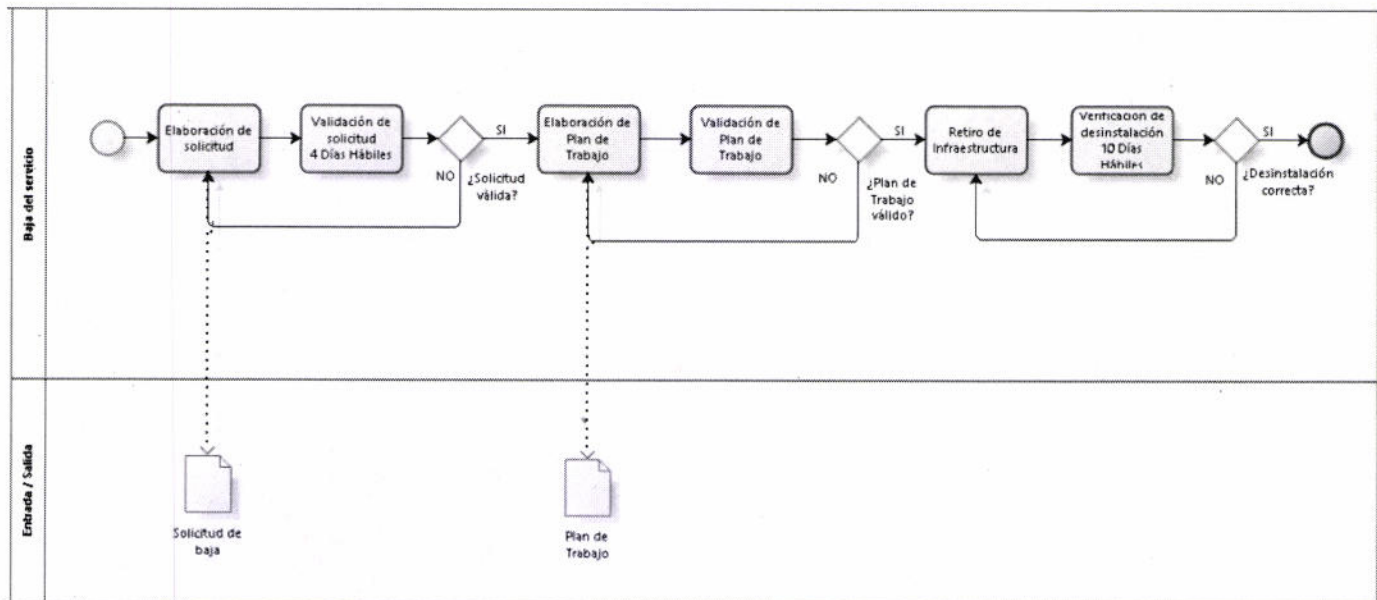 Baja del servicio
Elaboración de
solicitud
Validación de
solicitud
4 Días Hábiles
SI
NO
¿Solicitud
válida?
Elaboración de
Plan de
Trabajo
Validación de
Plan de
Trabajo
SI
NO
¿Plan de
Trabajo
válido?
Retiro de
Infraestructura
Verificación de
desinstalación
10 Días
Hábiles
SI
NO
¿Desinstalación
correcta?
Entrada / Salida
Solicitud de
baja
Plan de
Trabajo